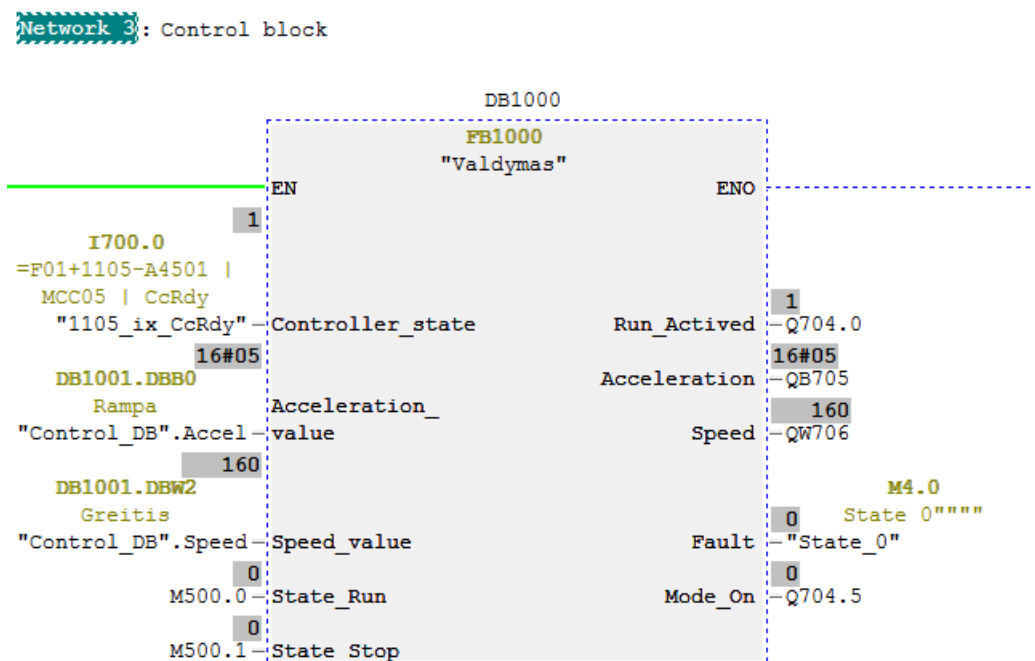 Network 3: Control block
DB1000
FB1000
"Valdymas"
EN ENO
1
I700.0
=F01+1105-A4501 |
MCC05 | CcRdy 1
"1105_ix_CcRdy" Controller_state Run_Actived Q704.0
16#05 16#05
DB1001.DBB0 Acceleration QB705
Rampa Acceleration_ 160
"Control_DB".Accel value Speed QW706
160
DB1001.DBW2 M4.0
Greitis 0 State 0""""
"Control_DB".Speed Speed_value Fault "State_0"
0 0
M500.0 State_Run Mode_On Q704.5
0
M500.1 State Stop